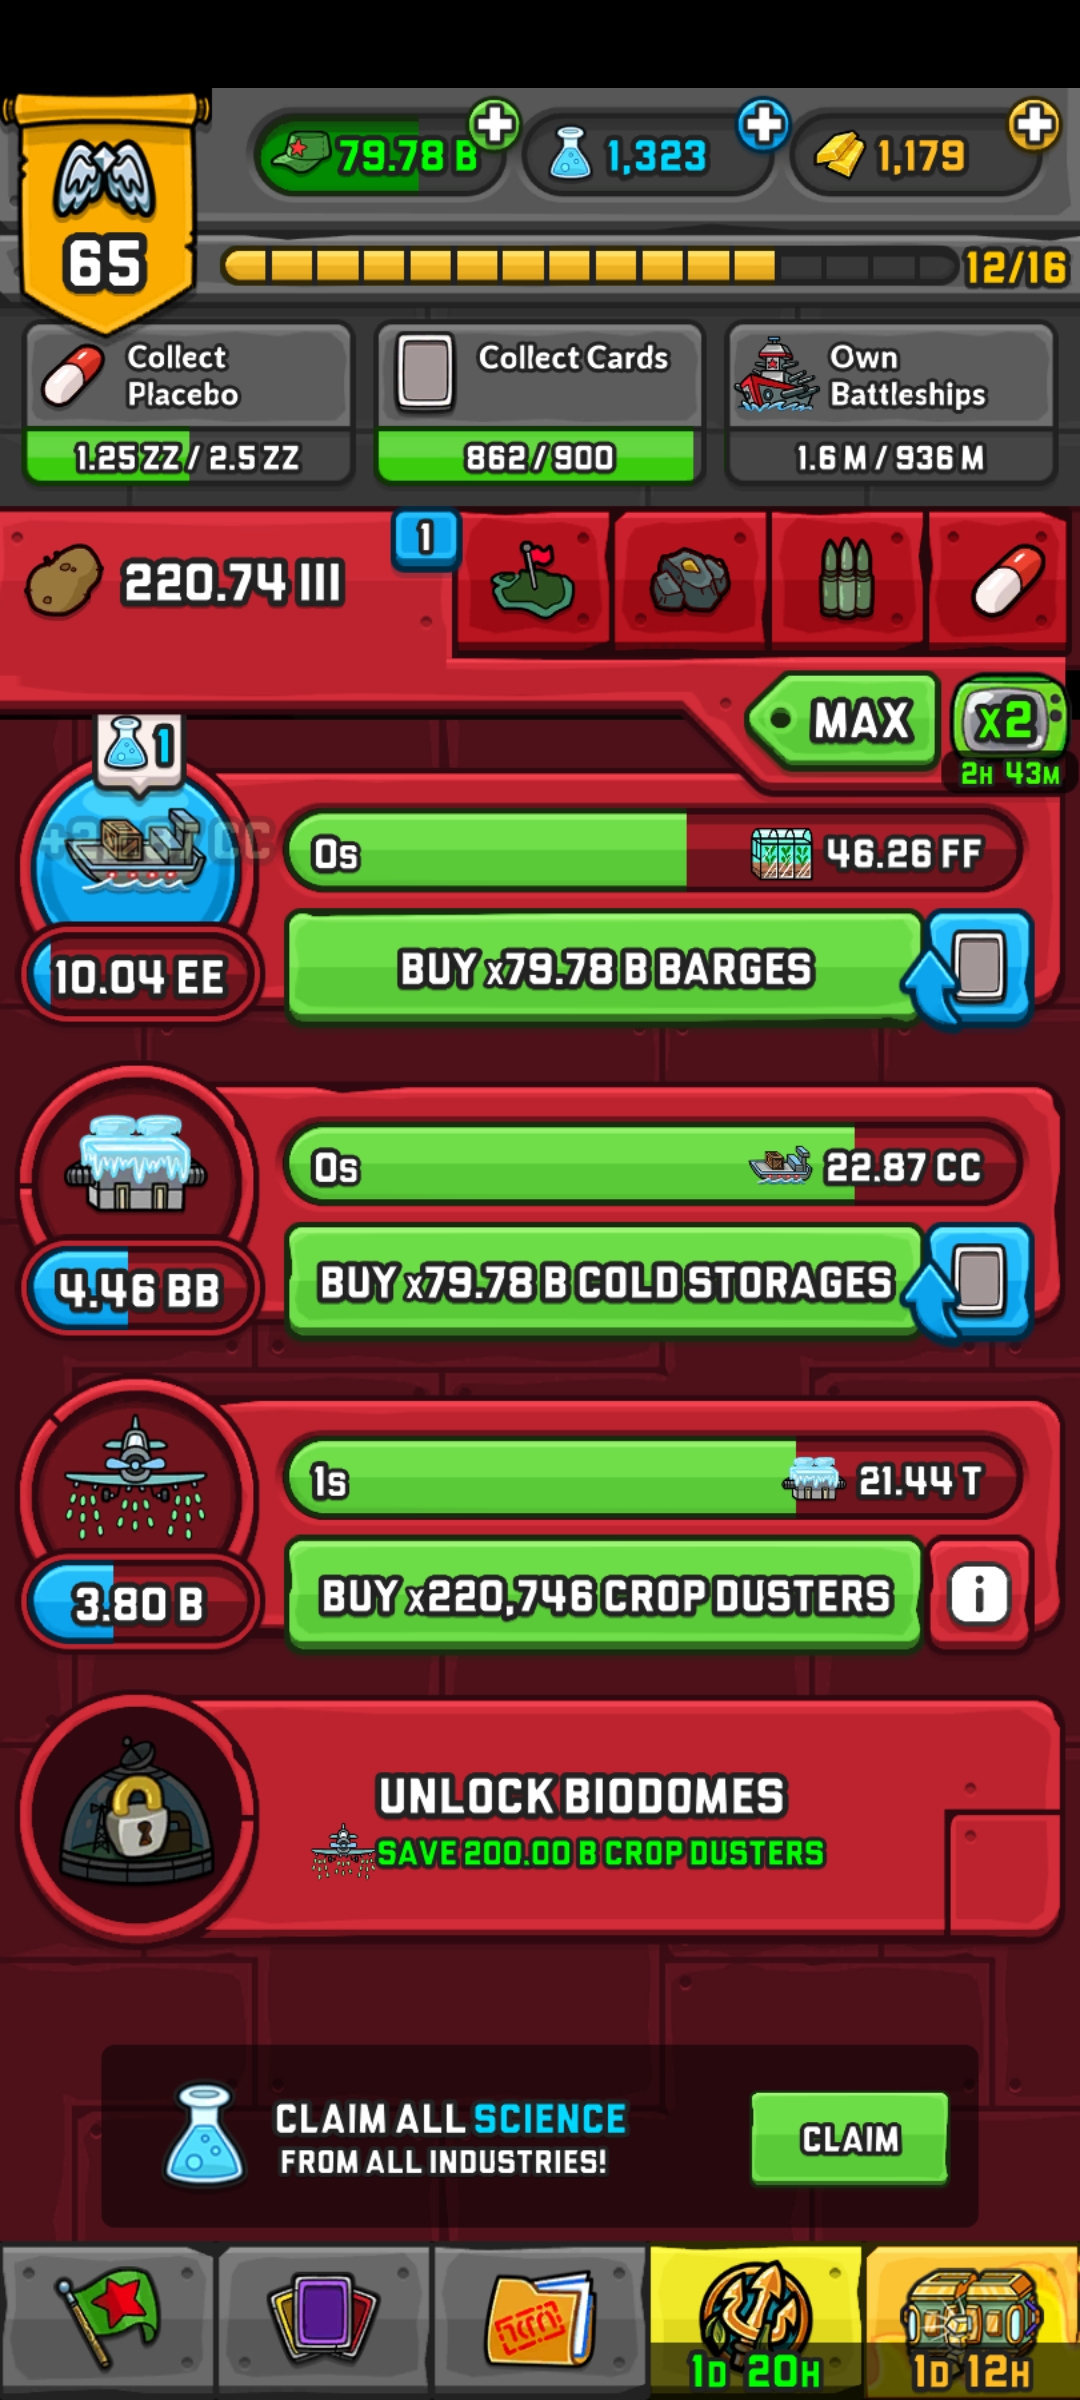 79.78 B
1,323
1,179
65
12/16
Collect
Placebo
1.25 ZZ / 2.5 ZZ
Collect Cards
862/900
Own
Battleships
1.6 M / 936 M
220.74 III
1
MAX
x2
2H 43M
1
0s
46.26 FF
10.04 EE
BUY x79.78 B BARGES
0s
22.87 CC
4.46 BB
BUY x79.78 B COLD STORAGES
1s
21.44 T
3.80 B
BUY x220,746 CROP DUSTERS
i
UNLOCK BIODOMES
SAVE 200.00 B CROP DUSTERS
CLAIM ALL SCIENCE
FROM ALL INDUSTRIES!
CLAIM
1D 20H
1D 12H